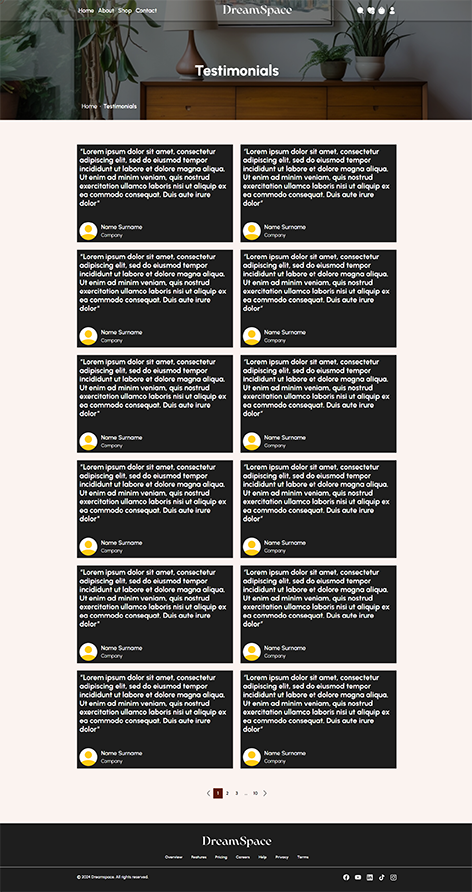 Home About Shop Contact
DreamSpace
Testimonials
Home Testimonials
"Lorem ipsum dolor sit amet, consectetur
adipiscing elit, sed do eiusmod tempor
incididunt ut labore et dolore magna aliqua.
Ut enim ad minim veniam, quis nostrud
exercitation ullamco laboris nisi ut aliquip ex
ea commodo consequat. Duis aute irure
dolor"
Name Surname
Company
"Lorem ipsum dolor sit amet, consectetur
adipiscing elit, sed do eiusmod tempor
incididunt ut labore et dolore magna aliqua.
Ut enim ad minim veniam, quis nostrud
exercitation ullamco laboris nisi ut aliquip ex
ea commodo consequat. Duis aute irure
dolor"
Name Surname
Company
"Lorem ipsum dolor sit amet, consectetur
adipiscing elit, sed do eiusmod tempor
incididunt ut labore et dolore magna aliqua.
Ut enim ad minim veniam, quis nostrud
exercitation ullamco laboris nisi ut aliquip ex
ea commodo consequat. Duis aute irure
dolor"
Name Surname
Company
"Lorem ipsum dolor sit amet, consectetur
adipiscing elit, sed do eiusmod tempor
incididunt ut labore et dolore magna aliqua.
Ut enim ad minim veniam, quis nostrud
exercitation ullamco laboris nisi ut aliquip ex
ea commodo consequat. Duis aute irure
dolor"
Name Surname
Company
"Lorem ipsum dolor sit amet, consectetur
adipiscing elit, sed do eiusmod tempor
incididunt ut labore et dolore magna aliqua.
Ut enim ad minim veniam, quis nostrud
exercitation ullamco laboris nisi ut aliquip ex
ea commodo consequat. Duis aute irure
dolor"
Name Surname
Company
"Lorem ipsum dolor sit amet, consectetur
adipiscing elit, sed do eiusmod tempor
incididunt ut labore et dolore magna aliqua.
Ut enim ad minim veniam, quis nostrud
exercitation ullamco laboris nisi ut aliquip ex
ea commodo consequat. Duis aute irure
dolor"
Name Surname
Company
"Lorem ipsum dolor sit amet, consectetur
adipiscing elit, sed do eiusmod tempor
incididunt ut labore et dolore magna aliqua.
Ut enim ad minim veniam, quis nostrud
exercitation ullamco laboris nisi ut aliquip ex
ea commodo consequat. Duis aute irure
dolor"
Name Surname
Company
"Lorem ipsum dolor sit amet, consectetur
adipiscing elit, sed do eiusmod tempor
incididunt ut labore et dolore magna aliqua.
Ut enim ad minim veniam, quis nostrud
exercitation ullamco laboris nisi ut aliquip ex
ea commodo consequat. Duis aute irure
dolor"
Name Surname
Company
"Lorem ipsum dolor sit amet, consectetur
adipiscing elit, sed do eiusmod tempor
incididunt ut labore et dolore magna aliqua.
Ut enim ad minim veniam, quis nostrud
exercitation ullamco laboris nisi ut aliquip ex
ea commodo consequat. Duis aute irure
dolor"
Name Surname
Company
"Lorem ipsum dolor sit amet, consectetur
adipiscing elit, sed do eiusmod tempor
incididunt ut labore et dolore magna aliqua.
Ut enim ad minim veniam, quis nostrud
exercitation ullamco laboris nisi ut aliquip ex
ea commodo consequat. Duis aute irure
dolor"
Name Surname
Company
"Lorem ipsum dolor sit amet, consectetur
adipiscing elit, sed do eiusmod tempor
incididunt ut labore et dolore magna aliqua.
Ut enim ad minim veniam, quis nostrud
exercitation ullamco laboris nisi ut aliquip ex
ea commodo consequat. Duis aute irure
dolor"
Name Surname
Company
"Lorem ipsum dolor sit amet, consectetur
adipiscing elit, sed do eiusmod tempor
incididunt ut labore et dolore magna aliqua.
Ut enim ad minim veniam, quis nostrud
exercitation ullamco laboris nisi ut aliquip ex
ea commodo consequat. Duis aute irure
dolor"
Name Surname
Company
1 2 3 ... 10
DreamSpace
Overview Features Pricing Careers Help Privacy Terms
© 2024 Dreamspace. All rights reserved.